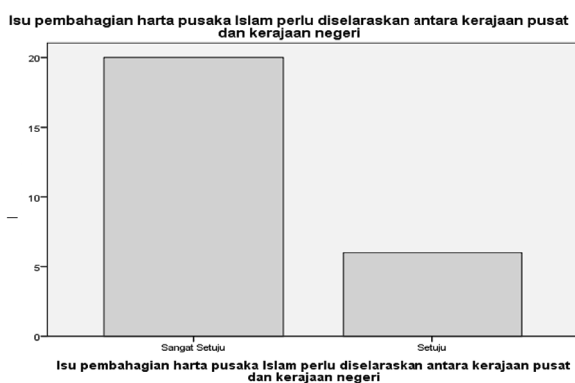 Isu pembahagian harta pusaka Islam perlu diselaraskan antara kerajaan pusat
dan kerajaan negeri
20
15
10
5
0
Sangat Setuju
Setuju
Isu pembahagian harta pusaka Islam perlu diselaraskan antara kerajaan pusat
dan kerajaan negeri